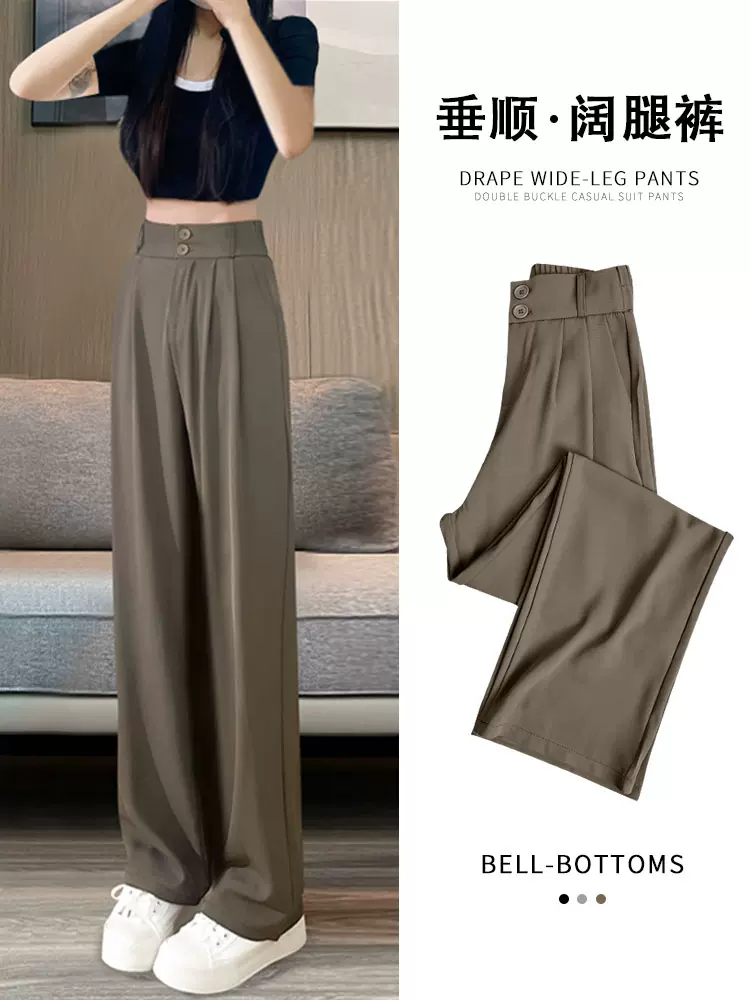 垂顺·阔腿裤
DRAPE WIDE-LEG PANTS
DOUBLE BUCKLE CASUAL SUIT PANTS
BELL-BOTTOMS